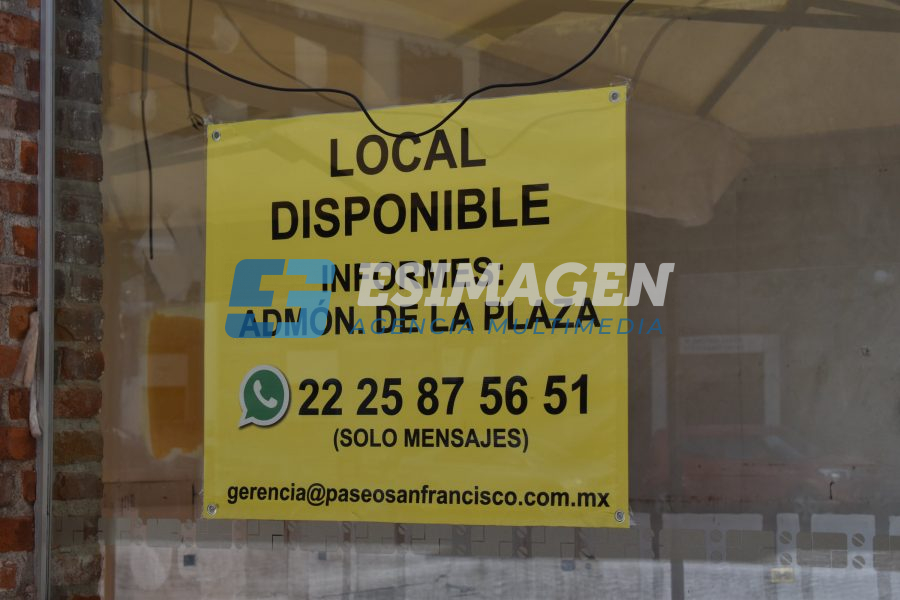 LOCAL
DISPONIBLE
INFORMES:
ADMÓN. DE LA PLAZA
22 25 87 56 51
(SOLO MENSAJES)
gerencia@paseosanfrancisco.com.mx
ESIMAGEN
AGENCIA MULTIMEDIA